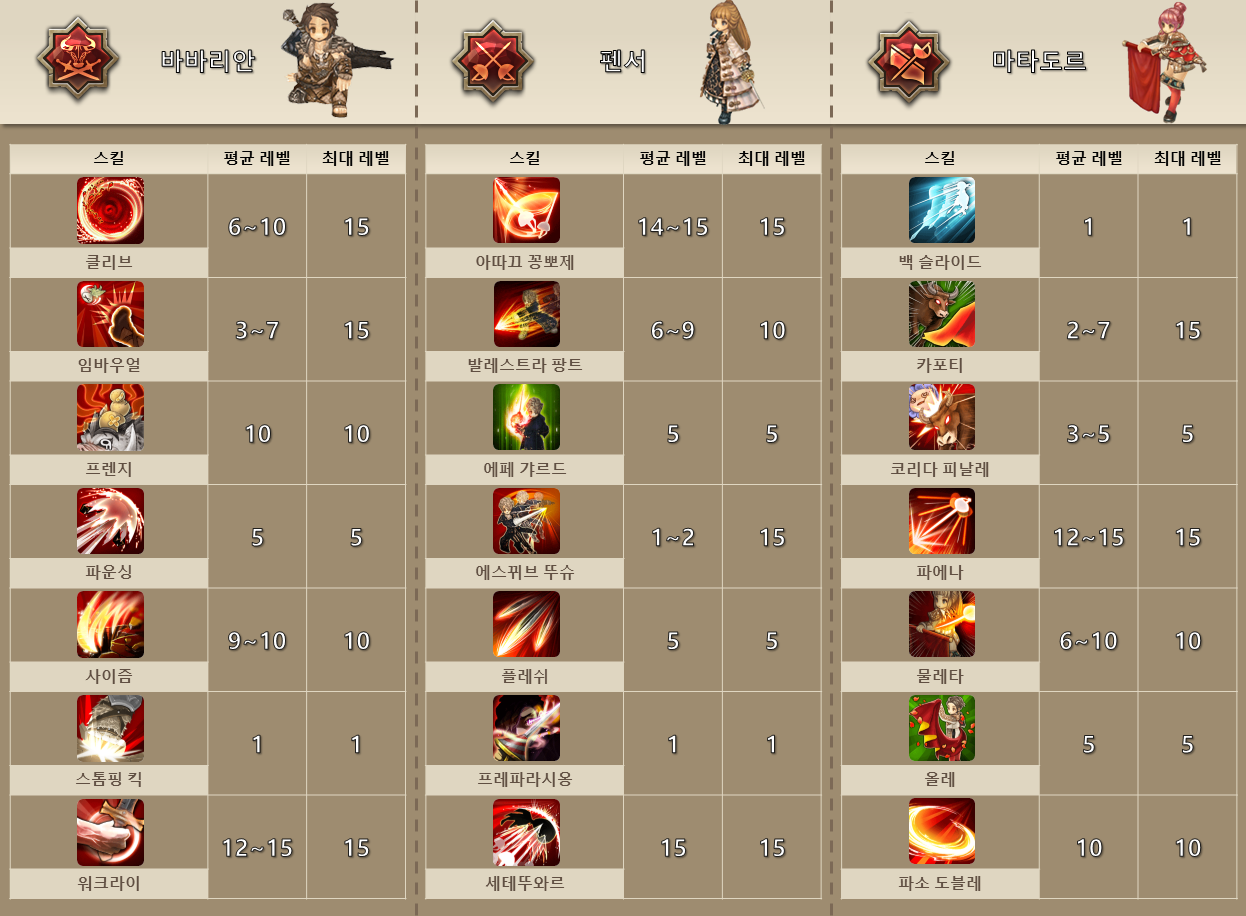 바바리안
펜서
마타도르
스킬 평균 레벨 최대 레벨
6~10 15
클리브
3~7 15
임바우얼
10 10
프렌지
5 5
파운싱
9~10 10
사이즘
1 1
스톰핑 킥
12~15 15
워크라이
스킬 평균 레벨 최대 레벨
14~15 15
아따끄 꽁뽀제
6~9 10
발레스트라 팡트
5 5
에페 갸르드
1~2 15
에스뀌브 뚜슈
5 5
플레쉬
1 1
프레파라시옹
15 15
세테뚜와르
스킬 평균 레벨 최대 레벨
1 1
백 슬라이드
2~7 15
카포티
3~5 5
코리다 피날레
12~15 15
파에나
6~10 10
물레타
5 5
올레
10 10
파소 도블레